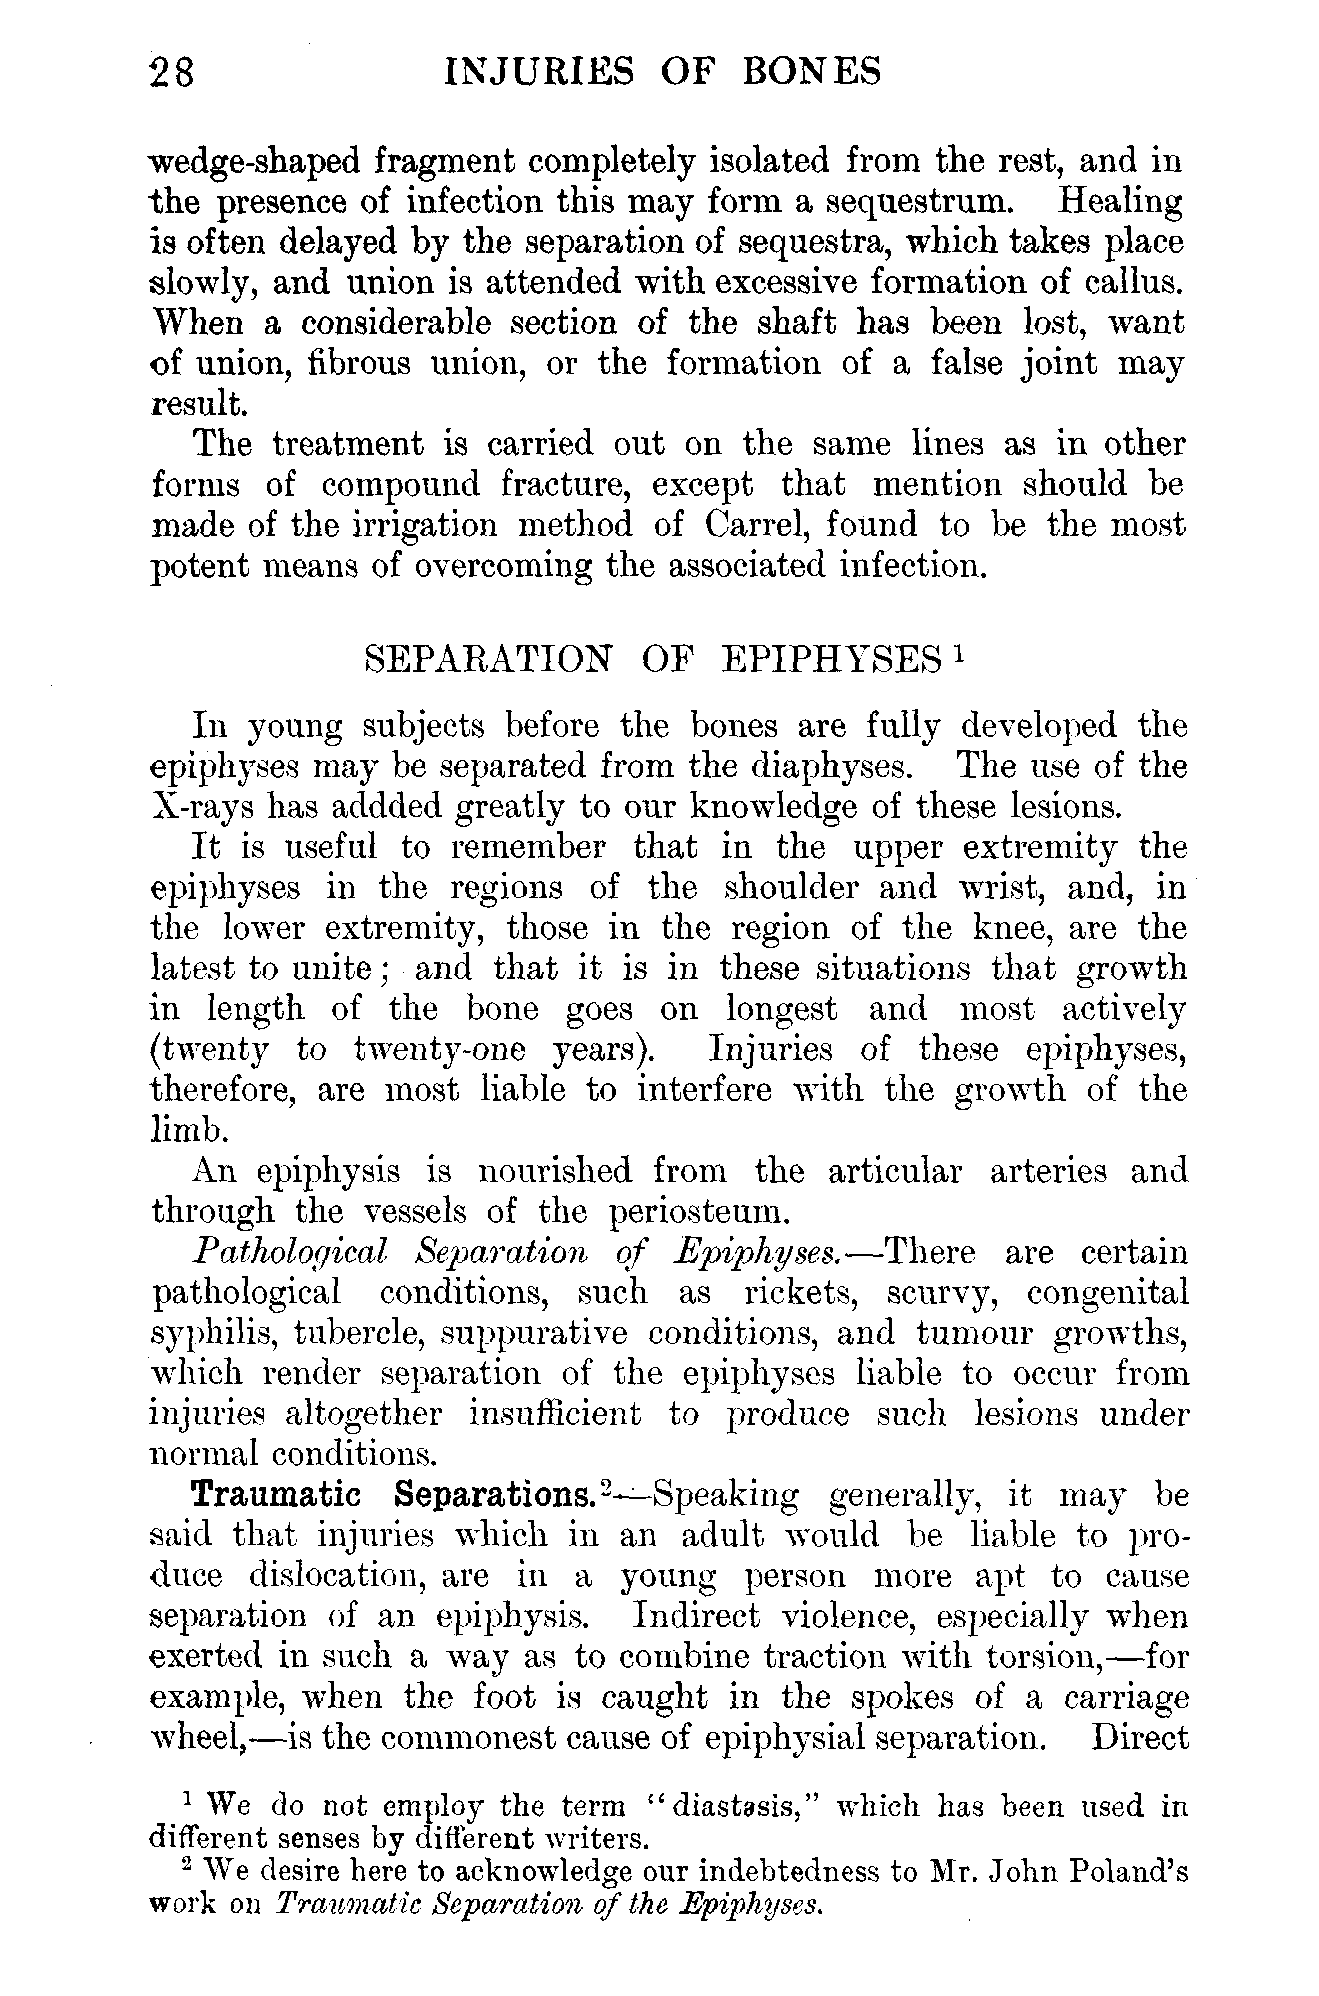 28 INJURIES OF BONES
wedge-shaped fragment completely isolated from the rest, and in
the presence of infection this may form a sequestrum. Healing
is often delayed by the separation of sequestra, which takes place
slowly, and union is attended with excessive formation of callus.
When a considerable section of the shaft has been lost, want
of union, fibrous union, or the formation of a false joint may
result.
The treatment is carried out on the same lines as in other
forms of compound fracture, except that mention should be
made of the irrigation method of Carrel, found to be the most
potent means of overcoming the associated infection.
SEPARATION OF EPIPHYSES ¹
In young subjects before the bones are fully developed the
epiphyses may be separated from the diaphyses. The use of the
X-rays has addded greatly to our knowledge of these lesions.
It is useful to remember that in the upper extremity the
epiphyses in the regions of the shoulder and wrist, and, in
the lower extremity, those in the region of the knee, are the
latest to unite; and that it is in these situations that growth
in length of the bone goes on longest and most actively
(twenty to twenty-one years). Injuries of these epiphyses,
therefore, are most liable to interfere with the growth of the
limb.
An epiphysis is nourished from the articular arteries and
through the vessels of the periosteum.
Pathological Separation of Epiphyses.—There are certain
pathological conditions, such as rickets, scurvy, congenital
syphilis, tubercle, suppurative conditions, and tumour growths,
which render separation of the epiphyses liable to occur from
injuries altogether insufficient to produce such lesions under
normal conditions.
Traumatic Separations.²—Speaking generally, it may be
said that injuries which in an adult would be liable to pro-
duce dislocation, are in a young person more apt to cause
separation of an epiphysis. Indirect violence, especially when
exerted in such a way as to combine traction with torsion,—for
example, when the foot is caught in the spokes of a carriage
wheel,—is the commonest cause of epiphysial separation. Direct
¹ We do not employ the term "diastasis," which has been used in
different senses by different writers.
² We desire here to acknowledge our indebtedness to Mr. John Poland's
work on Traumatic Separation of the Epiphyses.